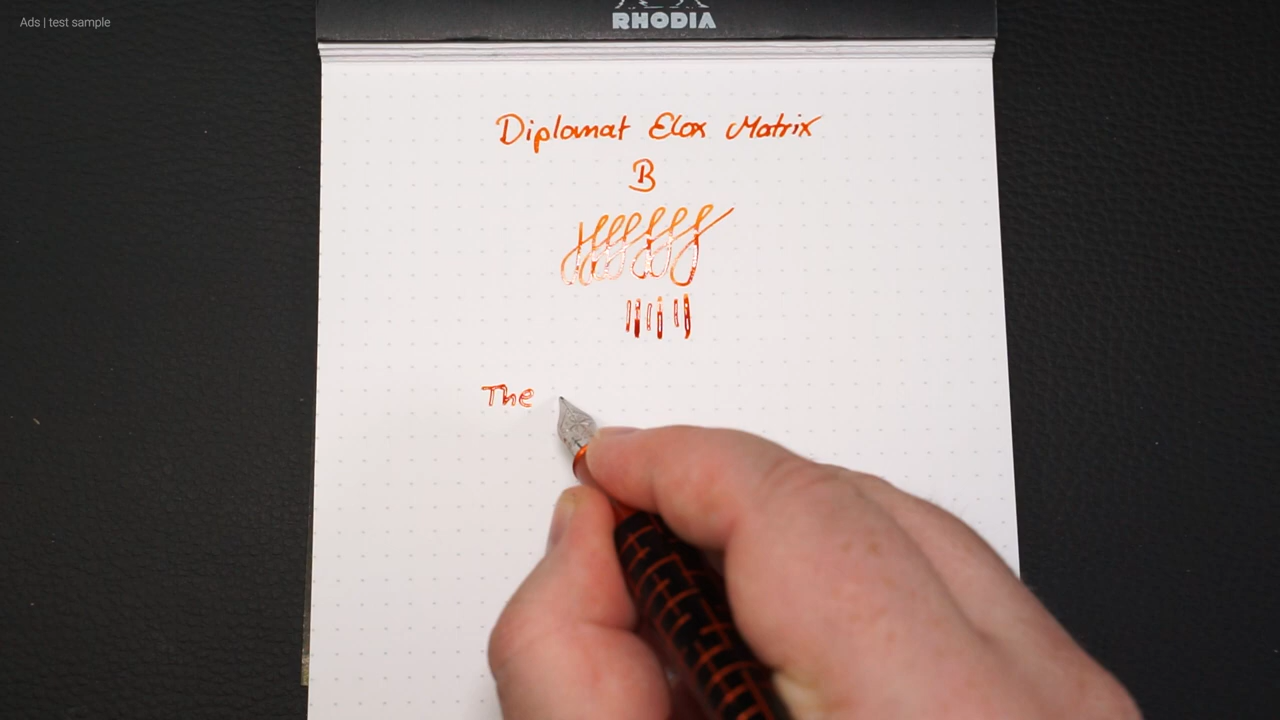 Ads | test sample
RHODIA
Diplomat Elox Matrix
B
The